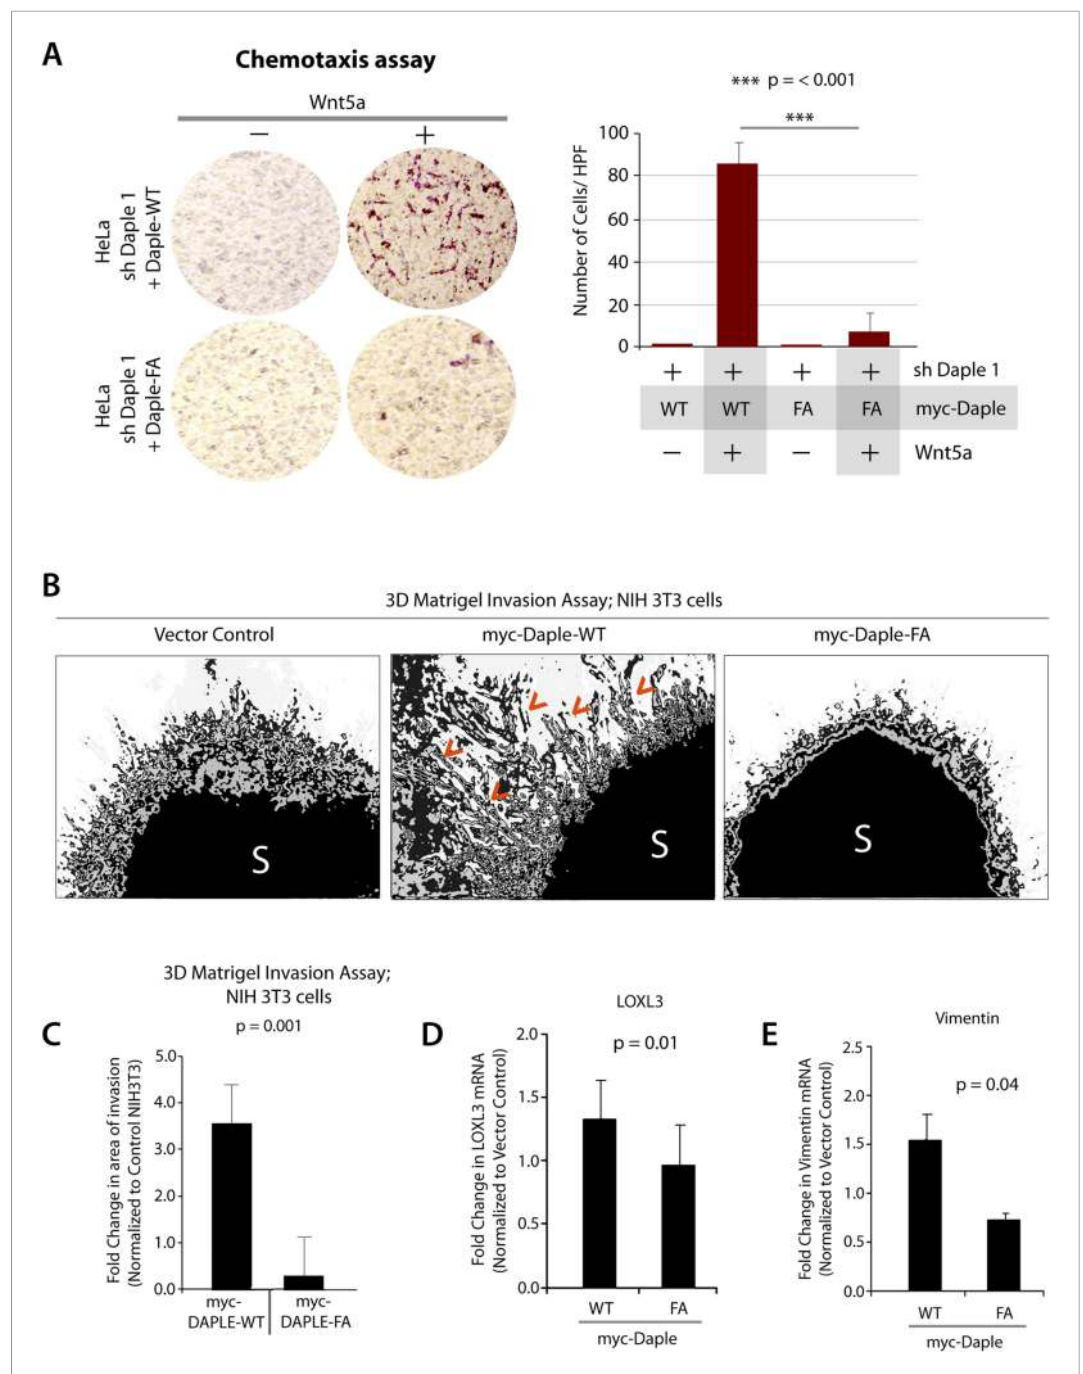 A
Chemotaxis assay
Wnt5a
− +
HeLa
sh Daple 1
+ Daple-WT
HeLa
sh Daple 1
+ Daple-FA
*** p = < 0.001
***
Number of Cells/ HPF
100
80
60
40
20
0
+ + + + sh Daple 1
WT WT FA FA myc-Daple
− + − + Wnt5a
B
3D Matrigel Invasion Assay; NIH 3T3 cells
Vector Control myc-Daple-WT myc-Daple-FA
S S S
C
3D Matrigel Invasion Assay;
NIH 3T3 cells
p = 0.001
Fold Change in area of invasion
(Normalized to Control NIH3T3)
5.0
4.0
3.0
4.0
1.0
0.0
myc-
DAPLE-WT
myc-
DAPLE-FA
D
LOXL3
p = 0.01
Fold Change in LOXL3 mRNA
(Normalized to Vector Control)
2.0
1.5
1.0
0.5
0.0
WT FA
myc-Daple
E
Vimentin
p = 0.04
Fold Change in Vimentin mRNA
(Normalized to Vector Control)
2.5
2.0
1.5
1.0
0.5
0.0
WT FA
myc-Daple